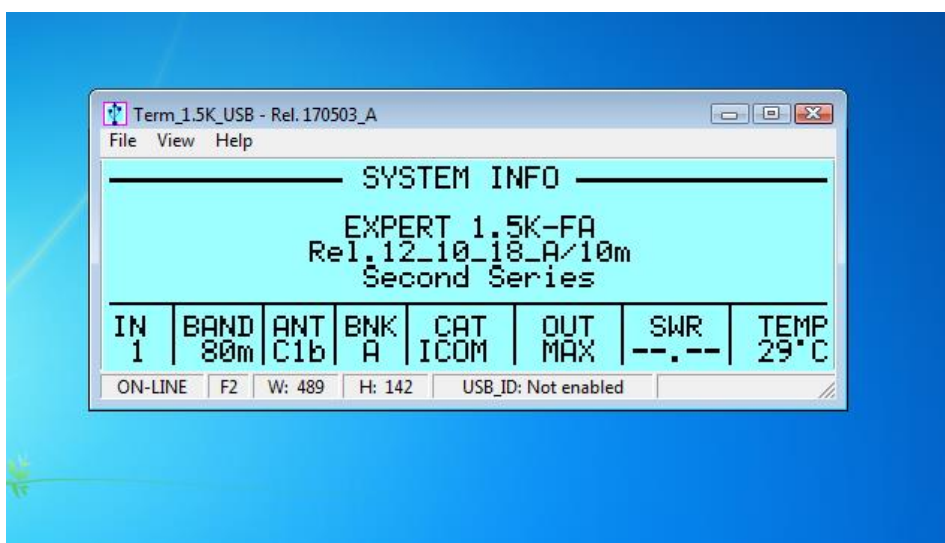 Term_1.5K_USB - Rel. 170503_A
File View Help
SYSTEM INFO
EXPERT 1.5K-FA
Rel.12_10_18_A/10m
Second Series
IN BAND ANT BNK CAT OUT SWR TEMP
1 80m C1b A ICOM MAX --.-- 29°C
ON-LINE F2 W: 489 H: 142 USB_ID: Not enabled